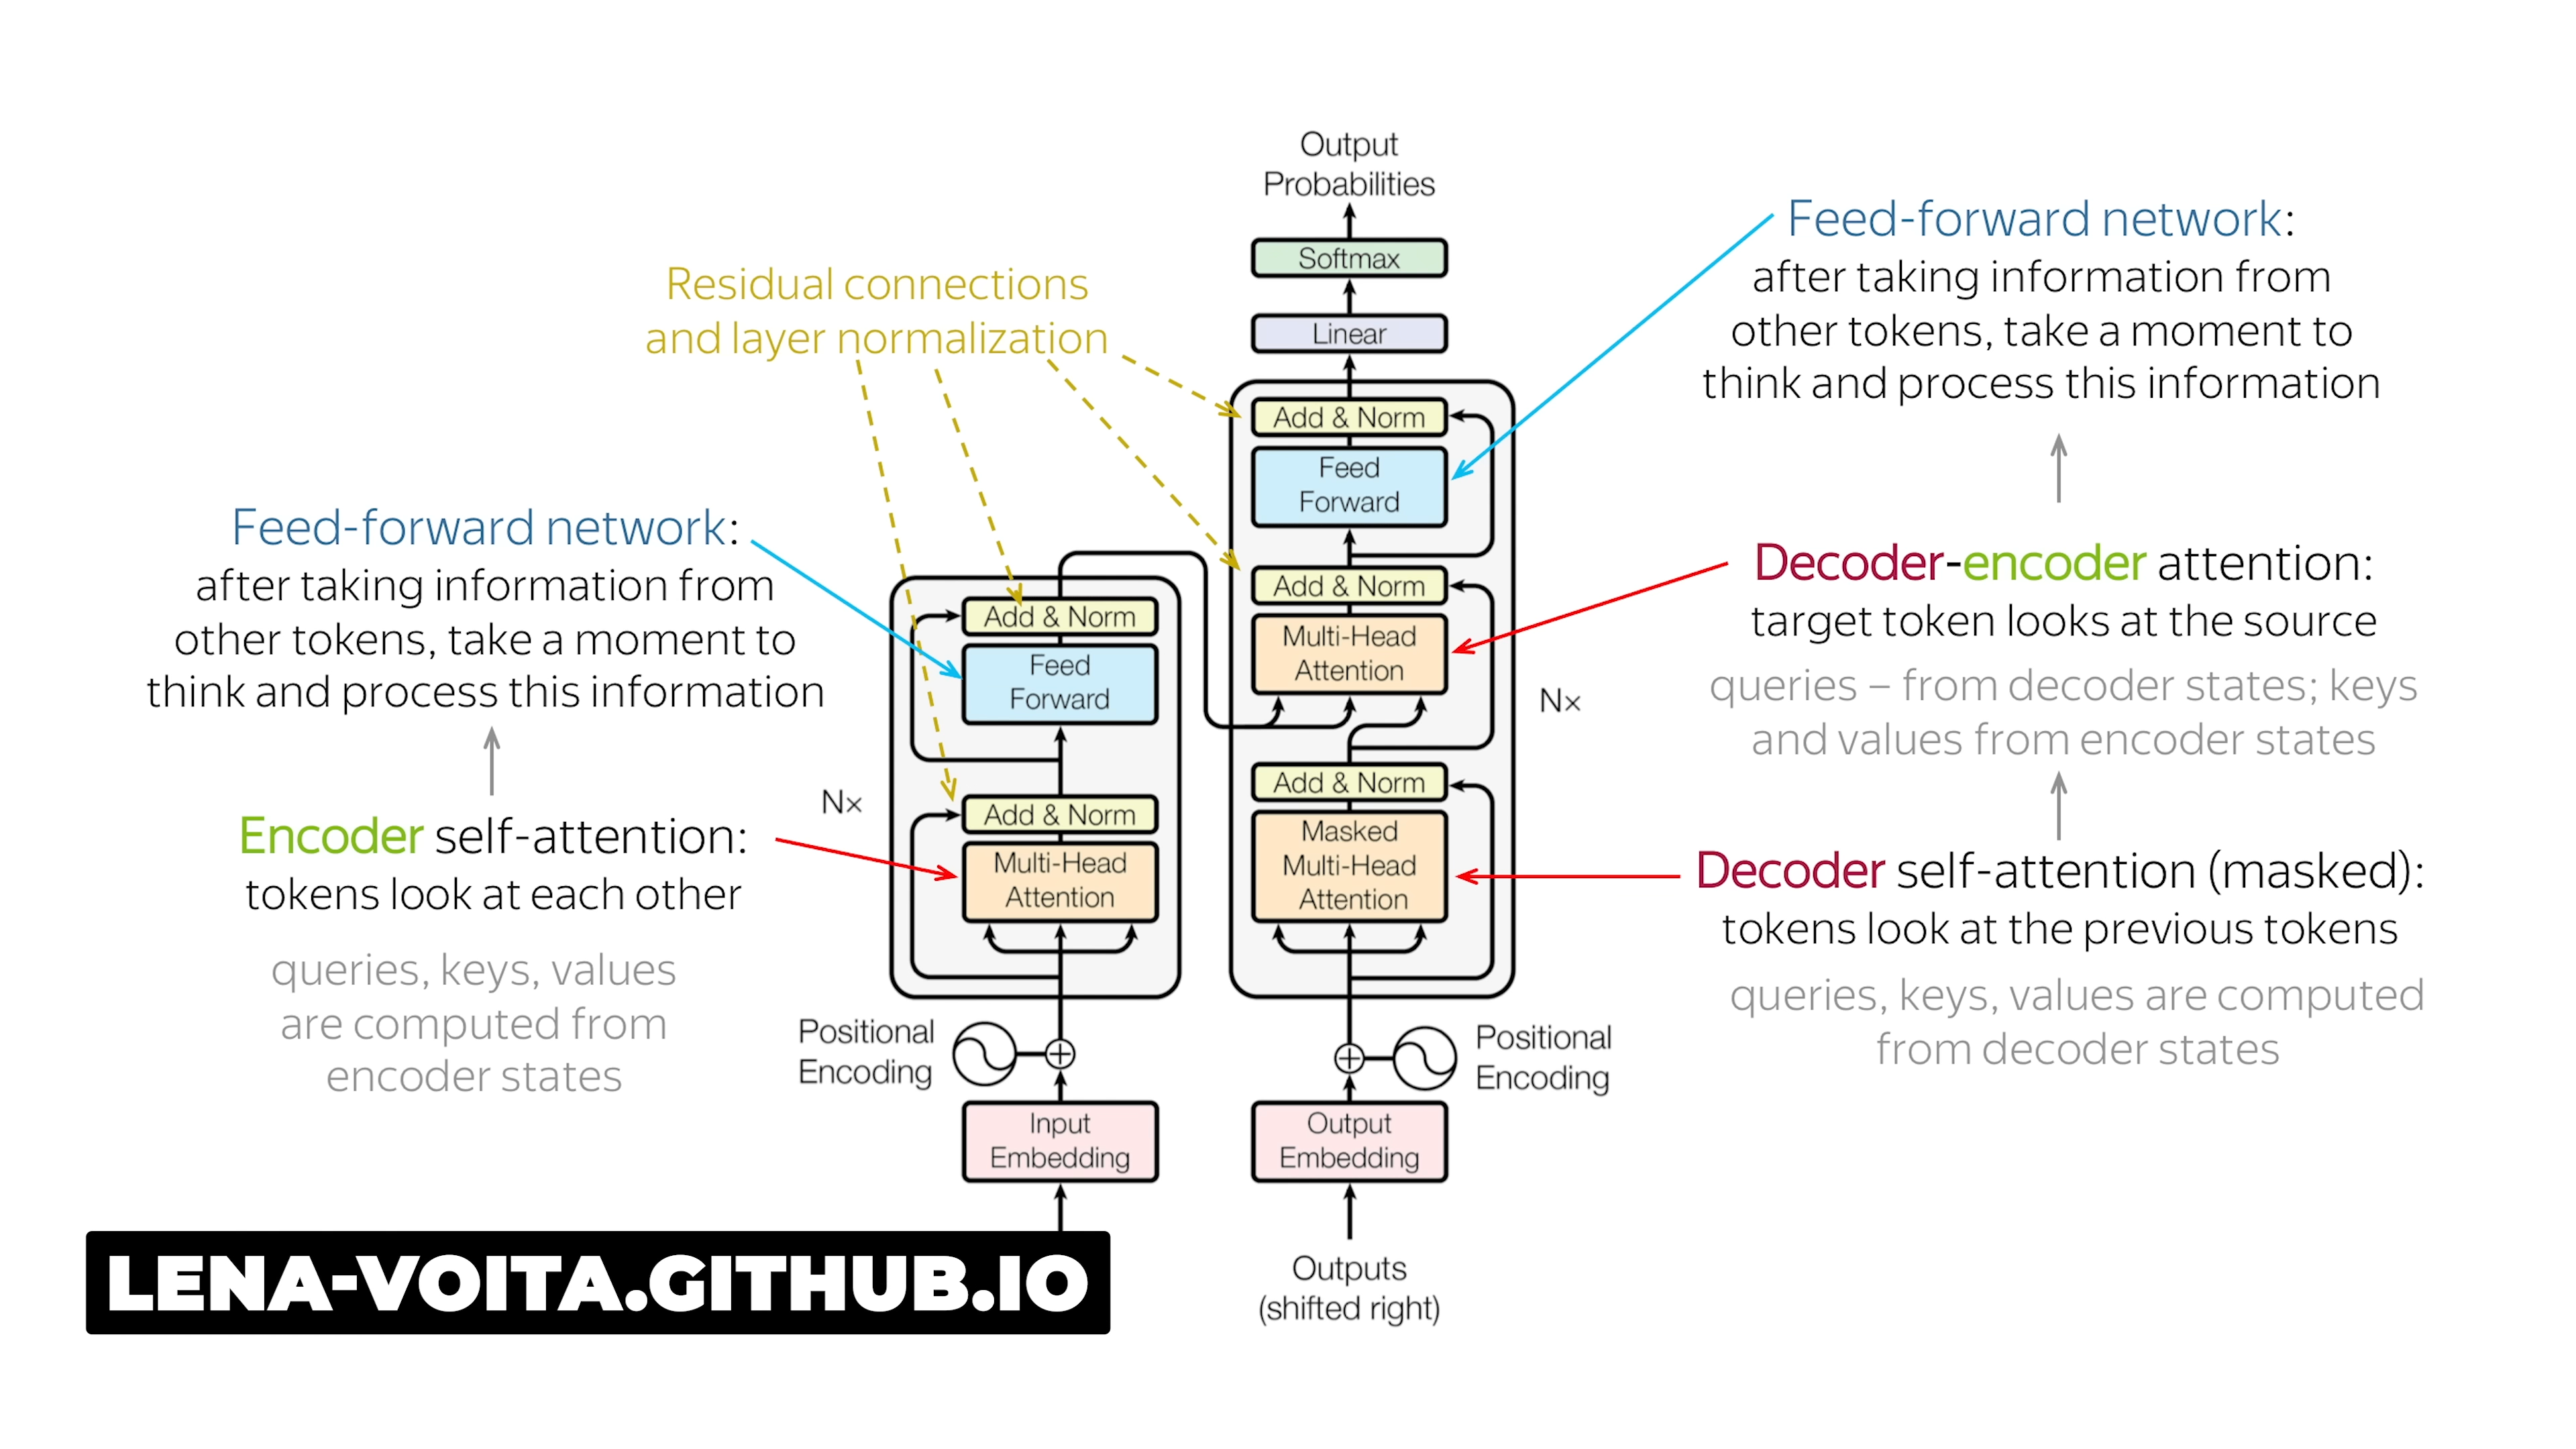 Output
Probabilities
Softmax
Linear
Add & Norm
Feed
Forward
Add & Norm
Multi-Head
Attention
Add & Norm
Masked
Multi-Head
Attention
Nx
Positional
Encoding
Output
Embedding
Outputs
(shifted right)
Residual connections
and layer normalization
Add & Norm
Feed
Forward
Add & Norm
Multi-Head
Attention
Nx
Positional
Encoding
Input
Embedding
Feed-forward network:
after taking information from
other tokens, take a moment to
think and process this information
Encoder self-attention:
tokens look at each other
queries, keys, values
are computed from
encoder states
Feed-forward network:
after taking information from
other tokens, take a moment to
think and process this information
Decoder-encoder attention:
target token looks at the source
queries – from decoder states; keys
and values from encoder states
Decoder self-attention (masked):
tokens look at the previous tokens
queries, keys, values are computed
from decoder states
LENA-VOITA.GITHUB.IO